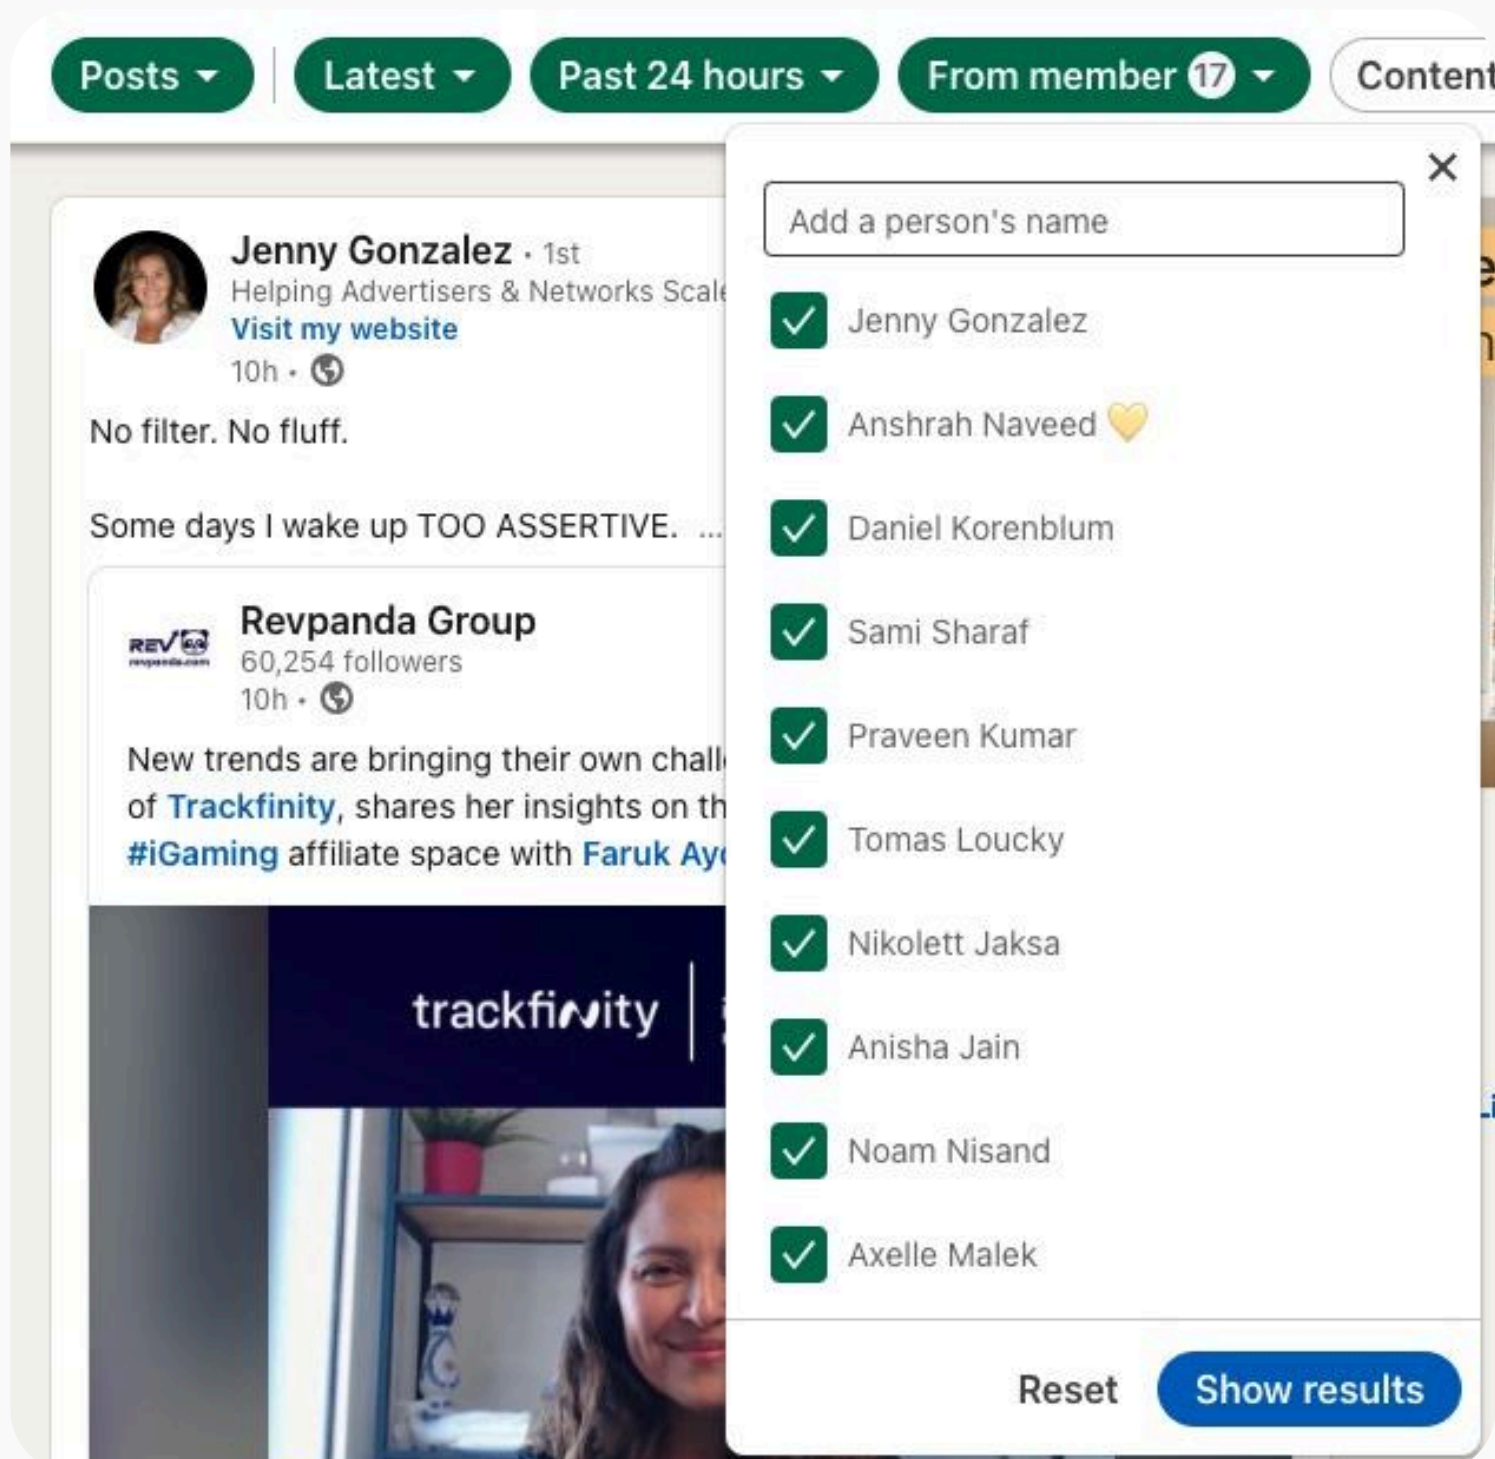 Posts
Latest
Past 24 hours
From member 17
Content
Jenny Gonzalez • 1st
Helping Advertisers & Networks Scale
Visit my website
10h •
No filter. No fluff.
Some days I wake up TOO ASSERTIVE. ...
REV
revpanda.com
Revpanda Group
60,254 followers
10h •
New trends are bringing their own chall
of Trackfinity, shares her insights on th
#iGaming affiliate space with Faruk Ay
trackfinity
Add a person's name
Jenny Gonzalez
Anshrah Naveed 💛
Daniel Korenblum
Sami Sharaf
Praveen Kumar
Tomas Loucky
Nikolett Jaksa
Anisha Jain
Noam Nisand
Axelle Malek
Reset
Show results